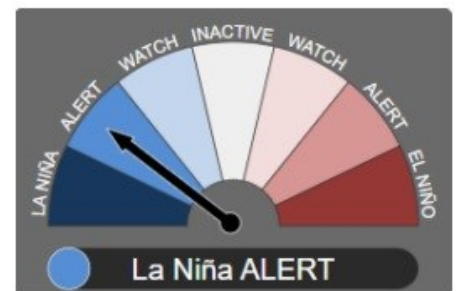 LA NIÑA
ALERT
WATCH
INACTIVE
WATCH
ALERT
EL NIÑO
La Niña ALERT